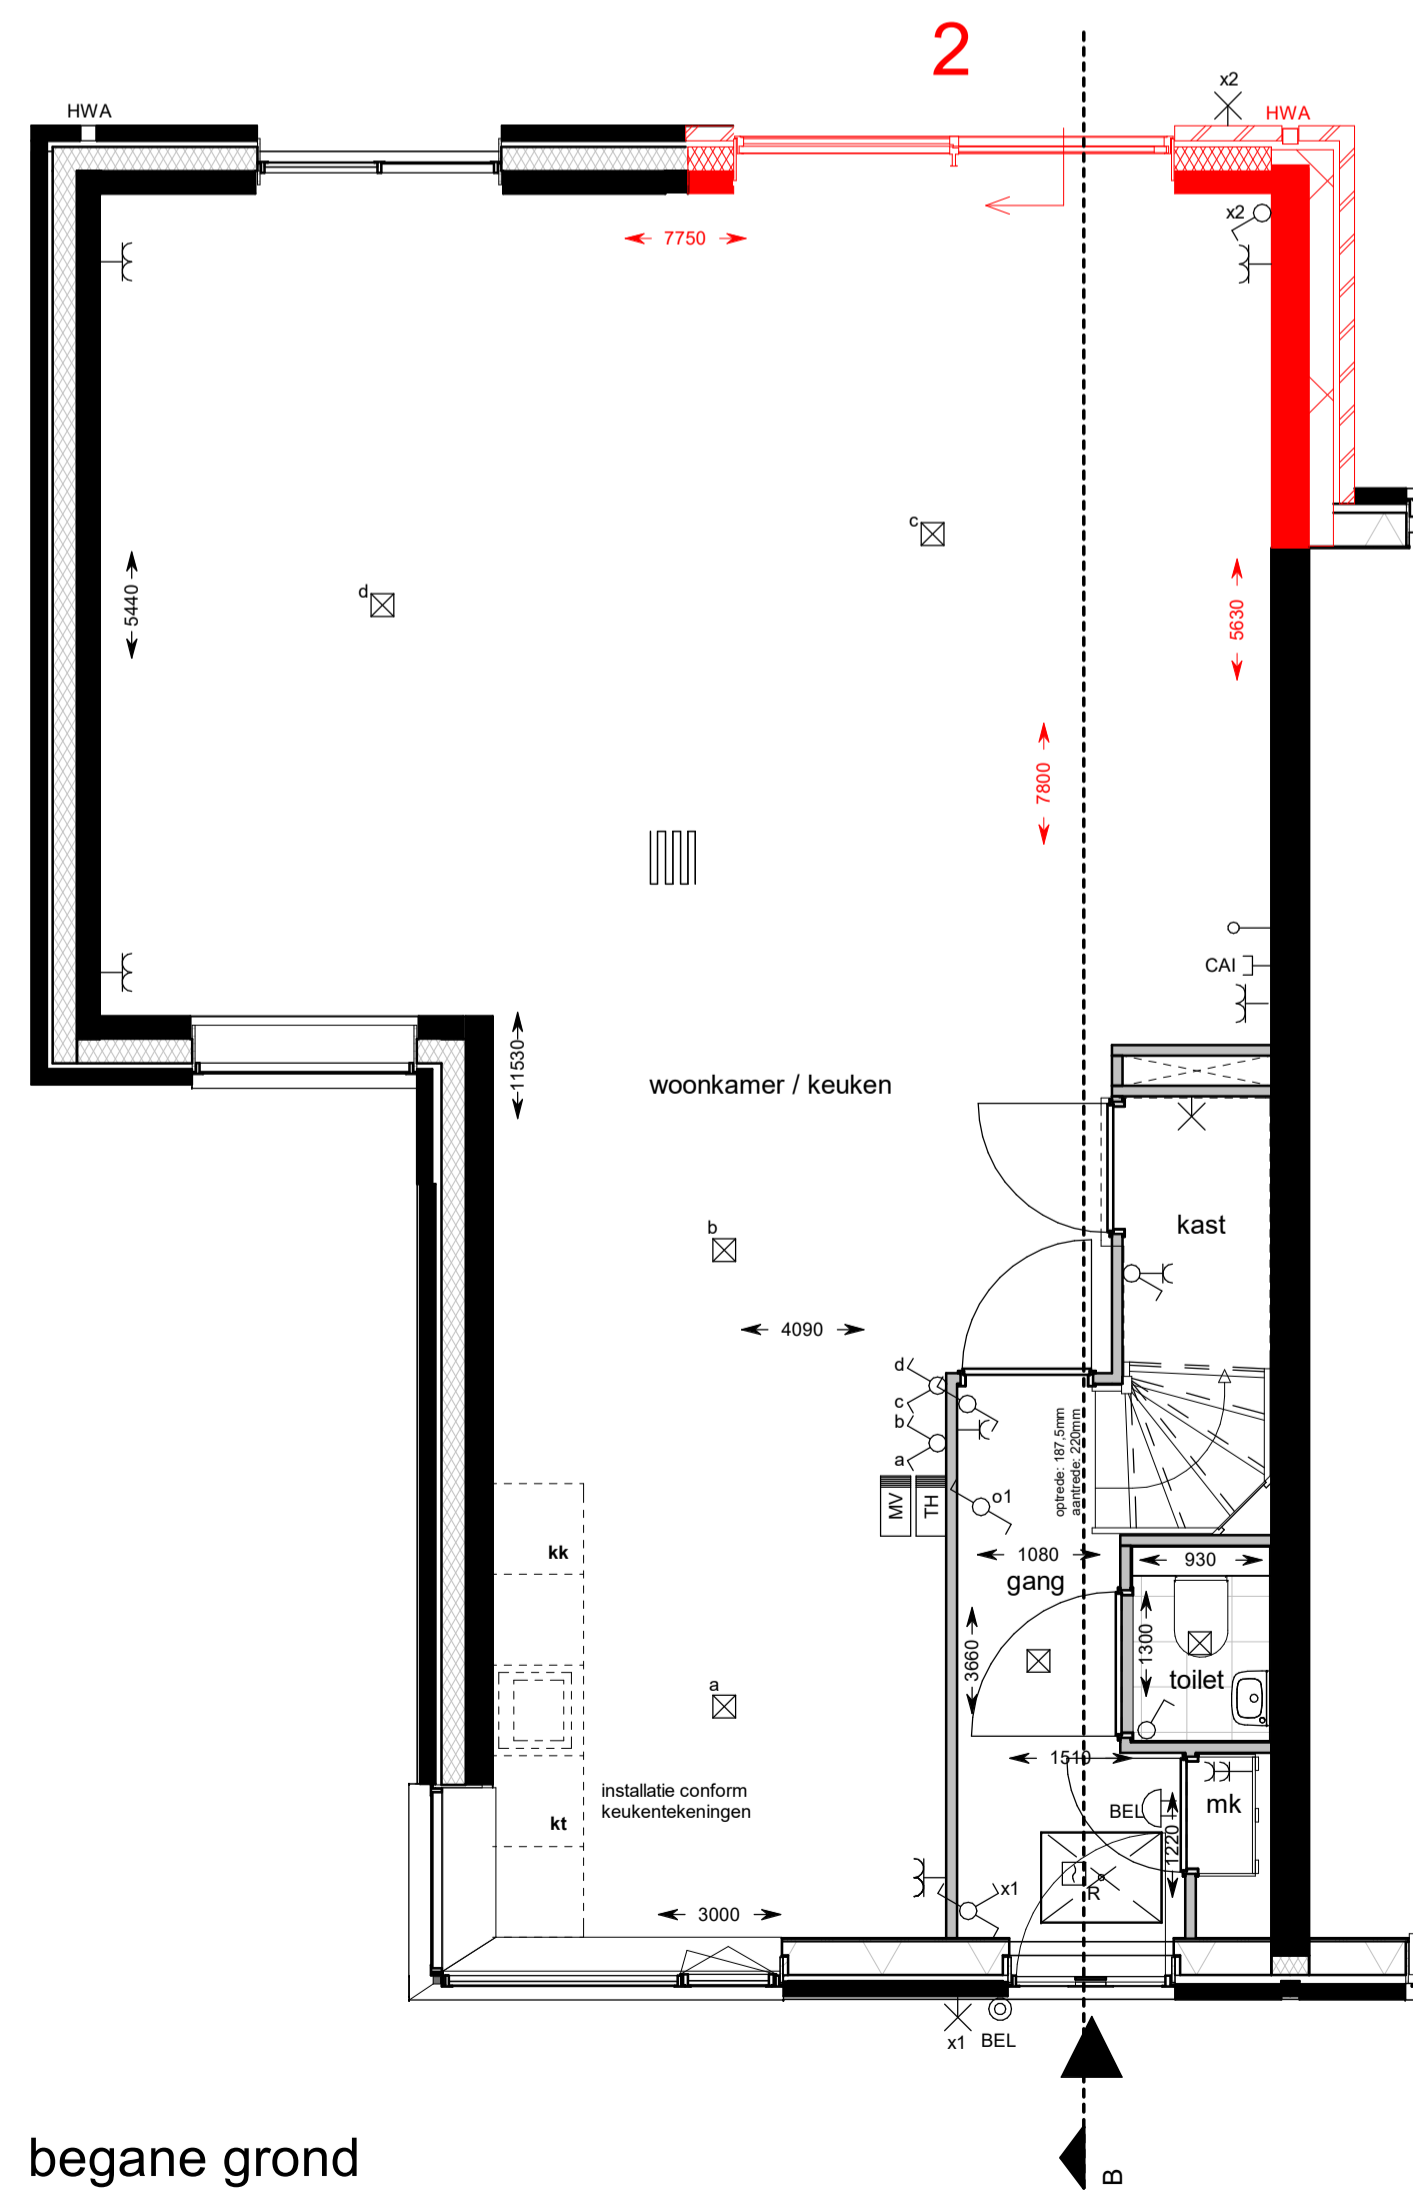 2
x2
HWA
HWA
x2
7750
c
d
5440
5630
7800
CAI
11530
woonkamer / keuken
kast
b
4090
d
c
b
a
optrede: 187,5mm
aantrede: 220mm
MV
TH
o1
kk
1080
930
gang
1300
3660
toilet
a
1510
installatie conform
keukentekeningen
mk
BEL
kt
1220
R
x1
3000
x1
BEL
begane grond
B